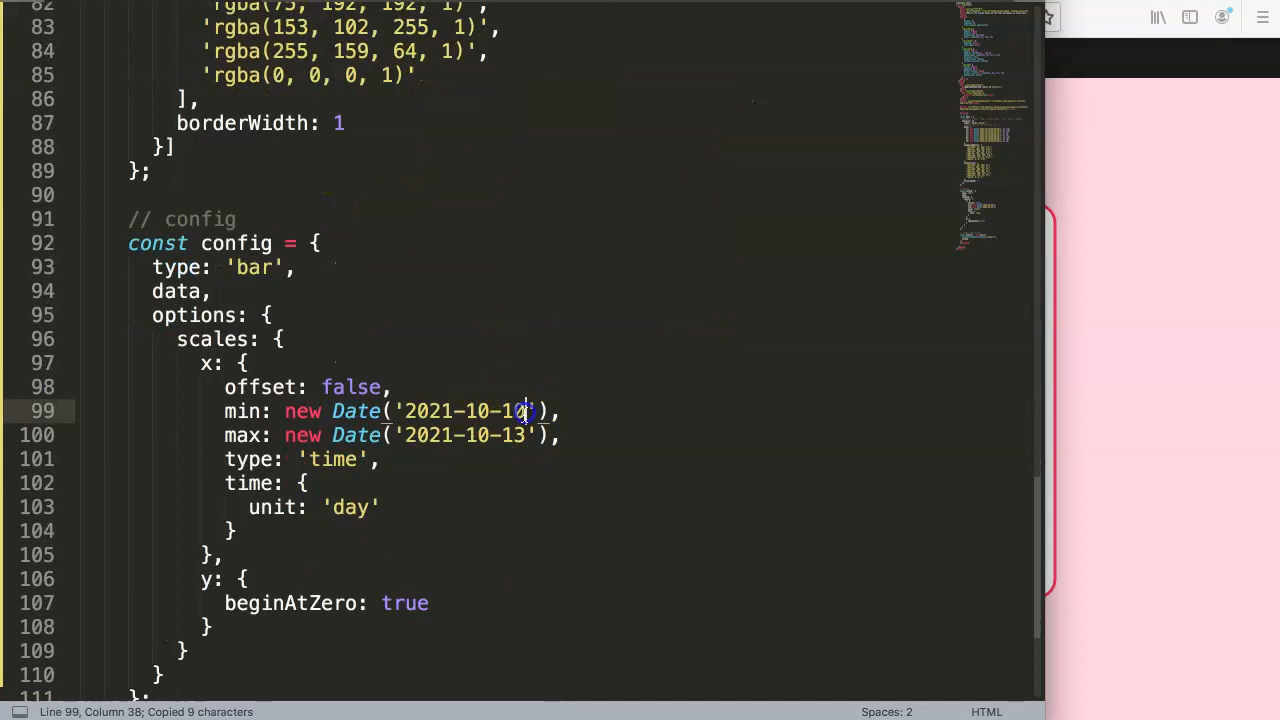 82 'rgba(75, 192, 192, 1)',
83 'rgba(153, 102, 255, 1)',
84 'rgba(255, 159, 64, 1)',
85 'rgba(0, 0, 0, 1)'
86 ],
87 borderWidth: 1
88 }]
89 };
90
91 // config
92 const config = {
93 type: 'bar',
94 data,
95 options: {
96 scales: {
97 x: {
98 offset: false,
99 min: new Date('2021-10-10'),
100 max: new Date('2021-10-13'),
101 type: 'time',
102 time: {
103 unit: 'day'
104 }
105 },
106 y: {
107 beginAtZero: true
108 }
109 }
110 }
111 };
Line 99, Column 38; Copied 9 characters
Spaces: 2
HTML